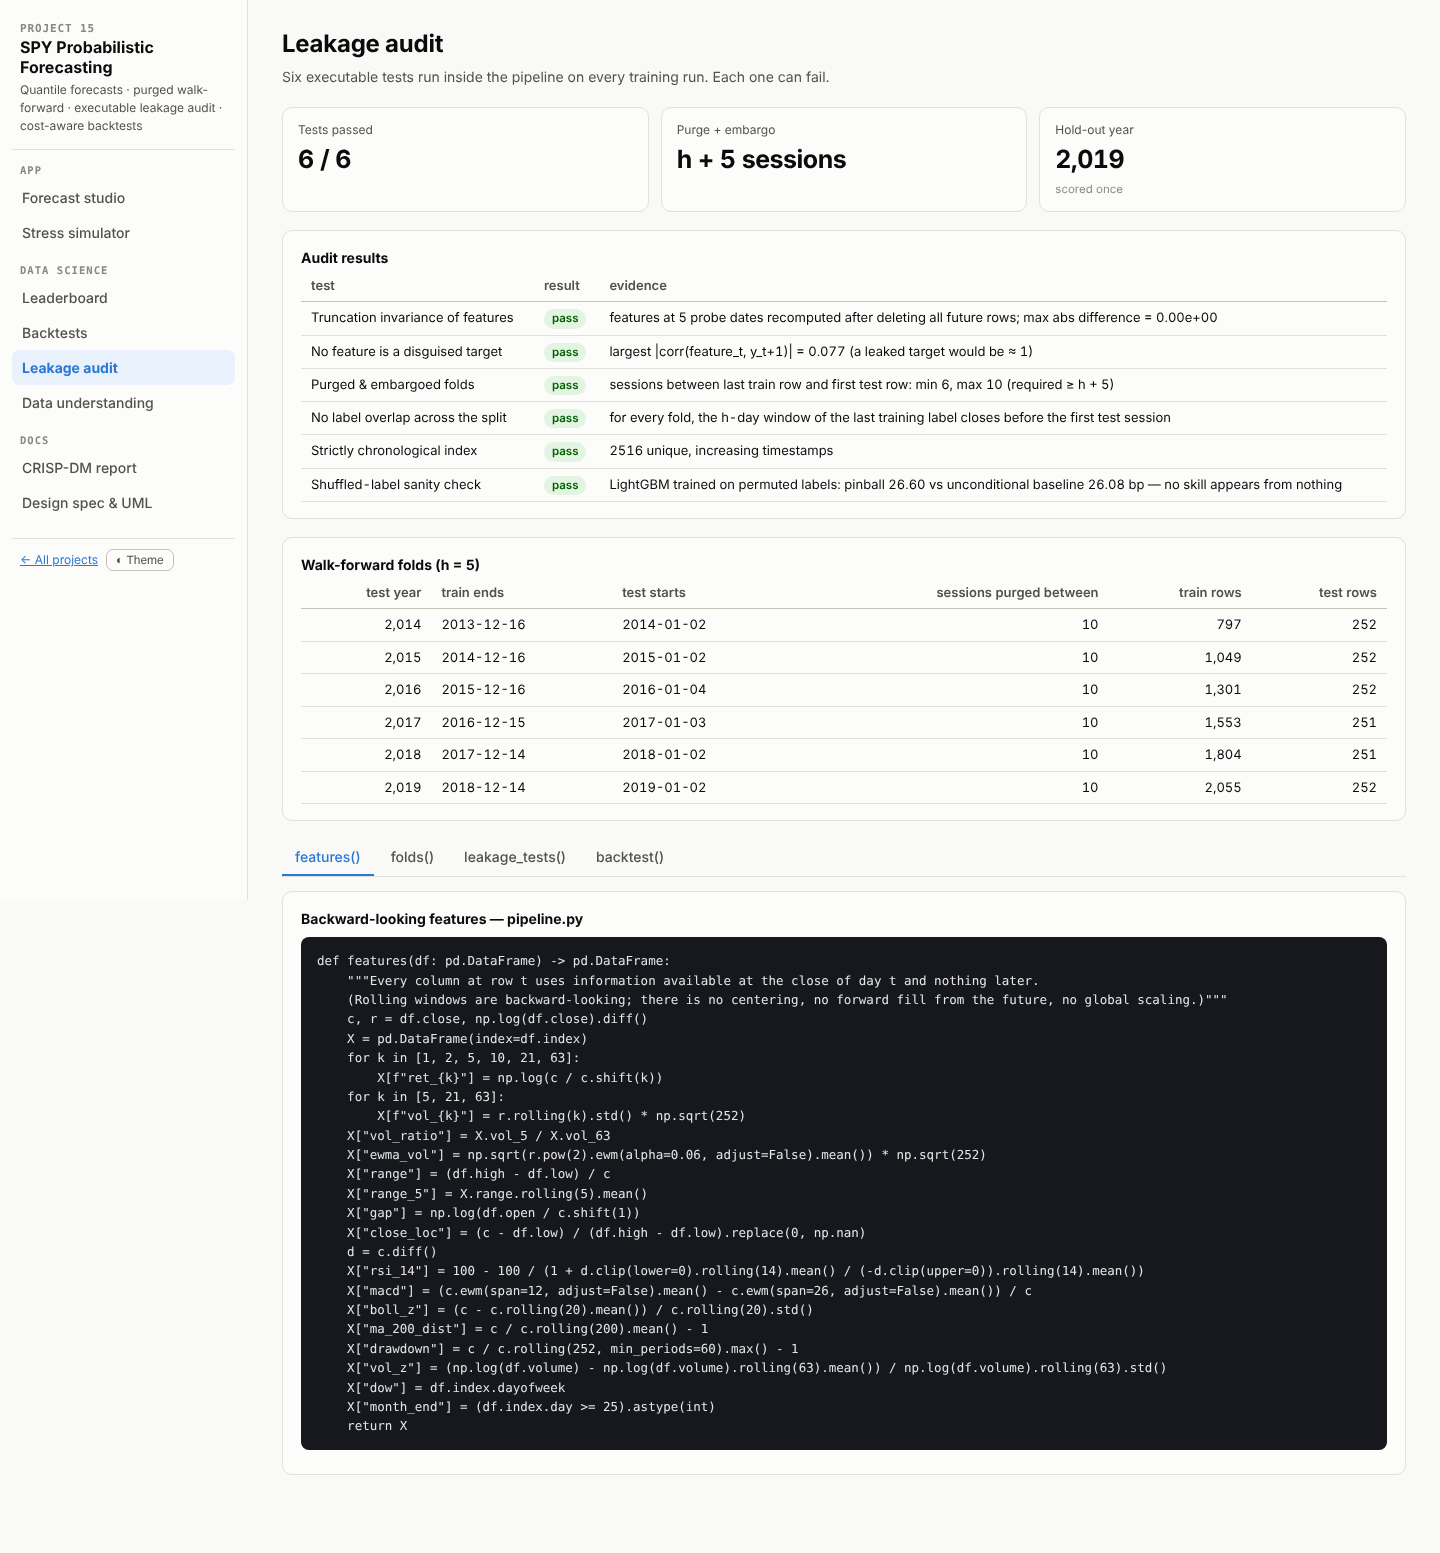 PROJECT 15
SPY Probabilistic
Forecasting
Quantile forecasts · purged walk-
forward · executable leakage audit ·
cost-aware backtests
APP
Forecast studio
Stress simulator
DATA SCIENCE
Leaderboard
Backtests
Leakage audit
Data understanding
DOCS
CRISP-DM report
Design spec & UML
← All projects
Theme
Leakage audit
Six executable tests run inside the pipeline on every training run. Each one can fail.
Tests passed
6 / 6
Purge + embargo
h + 5 sessions
Hold-out year
2,019
scored once
Audit results
test result evidence
Truncation invariance of features pass features at 5 probe dates recomputed after deleting all future rows; max abs difference = 0.00e+00
No feature is a disguised target pass largest |corr(feature_t, y_t+1)| = 0.077 (a leaked target would be ≈ 1)
Purged & embargoed folds pass sessions between last train row and first test row: min 6, max 10 (required ≥ h + 5)
No label overlap across the split pass for every fold, the h-day window of the last training label closes before the first test session
Strictly chronological index pass 2516 unique, increasing timestamps
Shuffled-label sanity check pass LightGBM trained on permuted labels: pinball 26.60 vs unconditional baseline 26.08 bp — no skill appears from nothing
Walk-forward folds (h = 5)
test year train ends test starts sessions purged between train rows test rows
2,014 2013-12-16 2014-01-02 10 797 252
2,015 2014-12-16 2015-01-02 10 1,049 252
2,016 2015-12-16 2016-01-04 10 1,301 252
2,017 2016-12-15 2017-01-03 10 1,553 251
2,018 2017-12-14 2018-01-02 10 1,804 251
2,019 2018-12-14 2019-01-02 10 2,055 252
features() folds() leakage_tests() backtest()
Backward-looking features — pipeline.py
def features(df: pd.DataFrame) -> pd.DataFrame:
    """Every column at row t uses information available at the close of day t and nothing later.
    (Rolling windows are backward-looking; there is no centering, no forward fill from the future, no global scaling.)"""
    c, r = df.close, np.log(df.close).diff()
    X = pd.DataFrame(index=df.index)
    for k in [1, 2, 5, 10, 21, 63]:
        X[f"ret_{k}"] = np.log(c / c.shift(k))
    for k in [5, 21, 63]:
        X[f"vol_{k}"] = r.rolling(k).std() * np.sqrt(252)
    X["vol_ratio"] = X.vol_5 / X.vol_63
    X["ewma_vol"] = np.sqrt(r.pow(2).ewm(alpha=0.06, adjust=False).mean()) * np.sqrt(252)
    X["range"] = (df.high - df.low) / c
    X["range_5"] = X.range.rolling(5).mean()
    X["gap"] = np.log(df.open / c.shift(1))
    X["close_loc"] = (c - df.low) / (df.high - df.low).replace(0, np.nan)
    d = c.diff()
    X["rsi_14"] = 100 - 100 / (1 + d.clip(lower=0).rolling(14).mean() / (-d.clip(upper=0)).rolling(14).mean())
    X["macd"] = (c.ewm(span=12, adjust=False).mean() - c.ewm(span=26, adjust=False).mean()) / c
    X["boll_z"] = (c - c.rolling(20).mean()) / c.rolling(20).std()
    X["ma_200_dist"] = c / c.rolling(200).mean() - 1
    X["drawdown"] = c / c.rolling(252, min_periods=60).max() - 1
    X["vol_z"] = (np.log(df.volume) - np.log(df.volume).rolling(63).mean()) / np.log(df.volume).rolling(63).std()
    X["dow"] = df.index.dayofweek
    X["month_end"] = (df.index.day >= 25).astype(int)
    return X